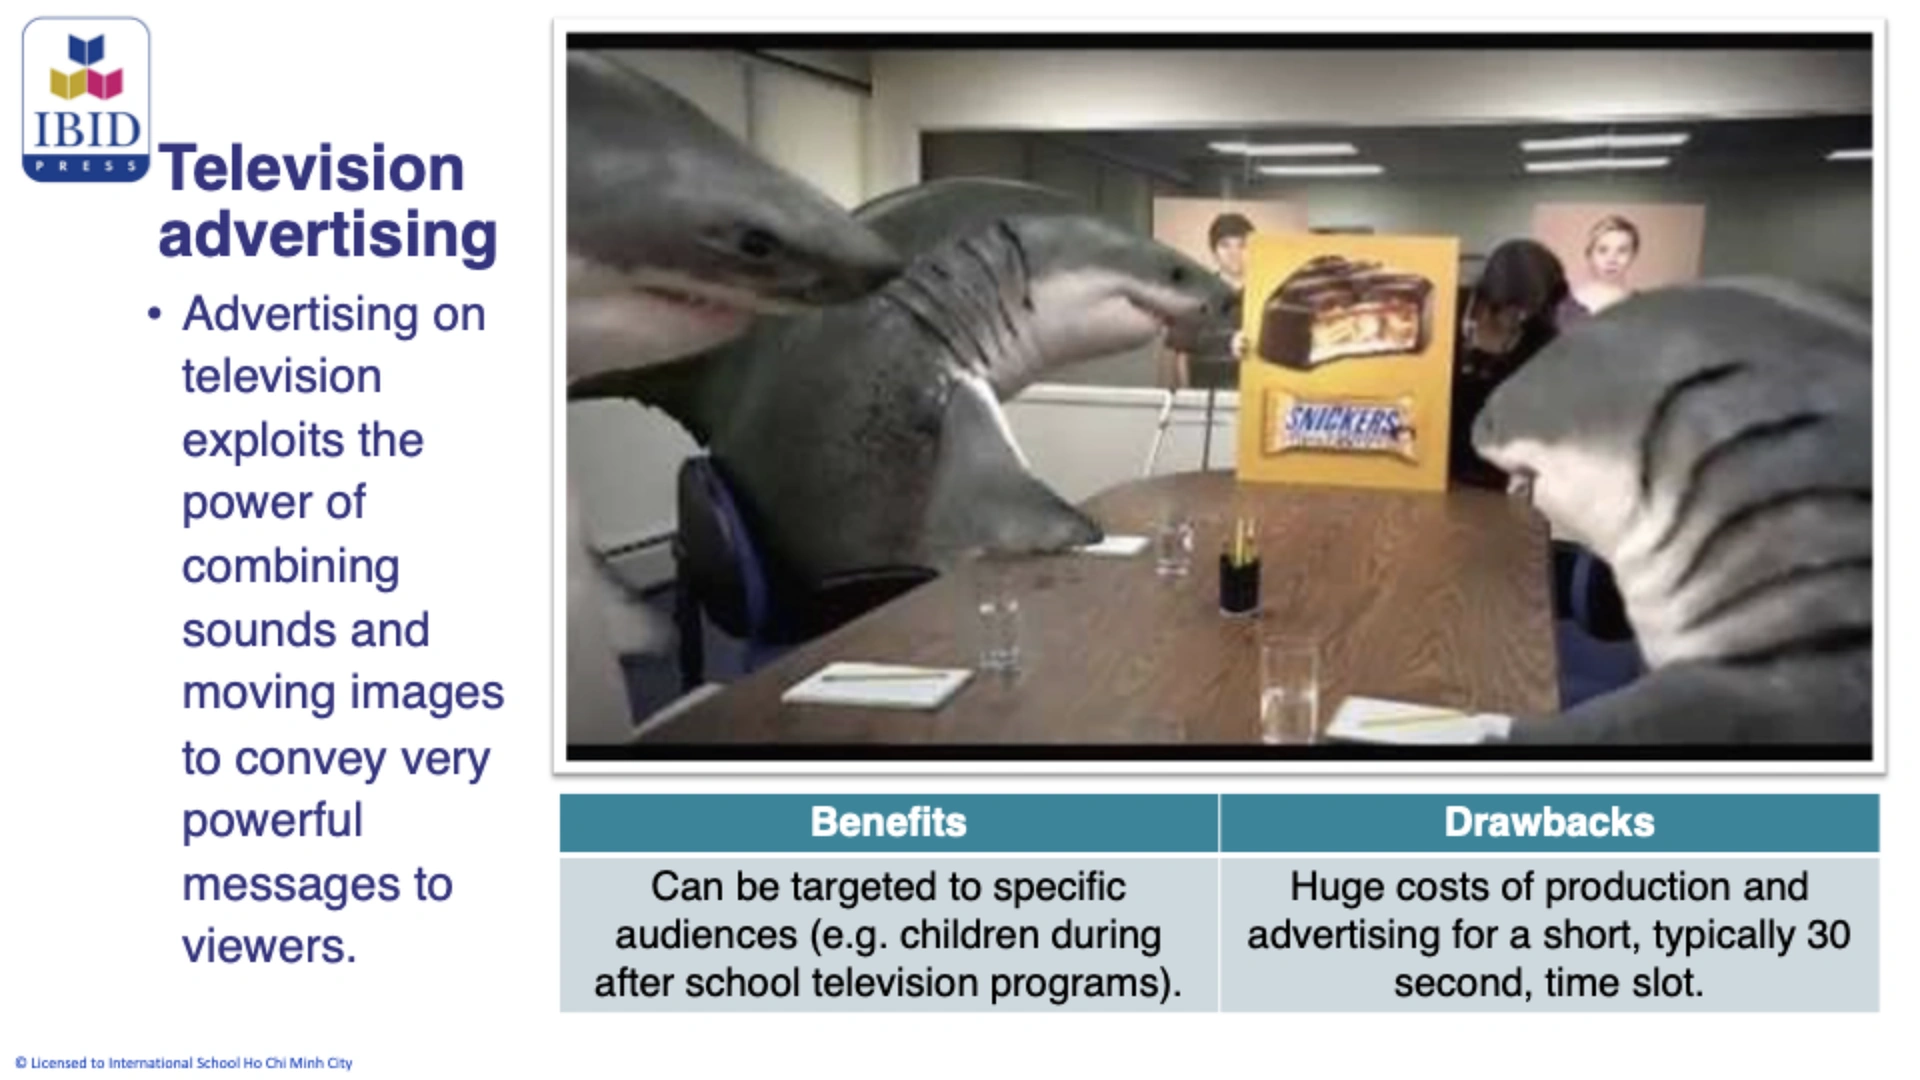 IBID
PRESS
Television
advertising
• Advertising on
television
exploits the
power of
combining
sounds and
moving images
to convey very
powerful
messages to
viewers.
SNICKERS
Benefits
Drawbacks
Can be targeted to specific
audiences (e.g. children during
after school television programs).
Huge costs of production and
advertising for a short, typically 30
second, time slot.
© Licensed to International School Ho Chi Minh City